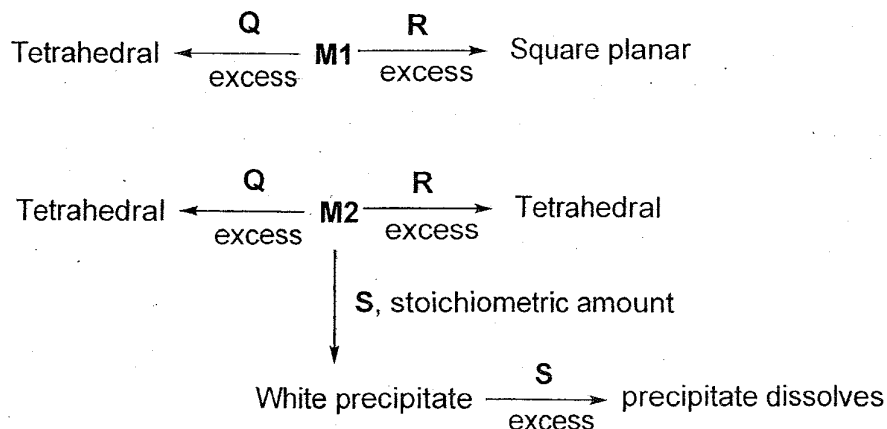 Q R
Tetrahedral M1 Square planar
excess excess
Q R
Tetrahedral M2 Tetrahedral
excess excess
S, stoichiometric amount
S
White precipitate precipitate dissolves
excess